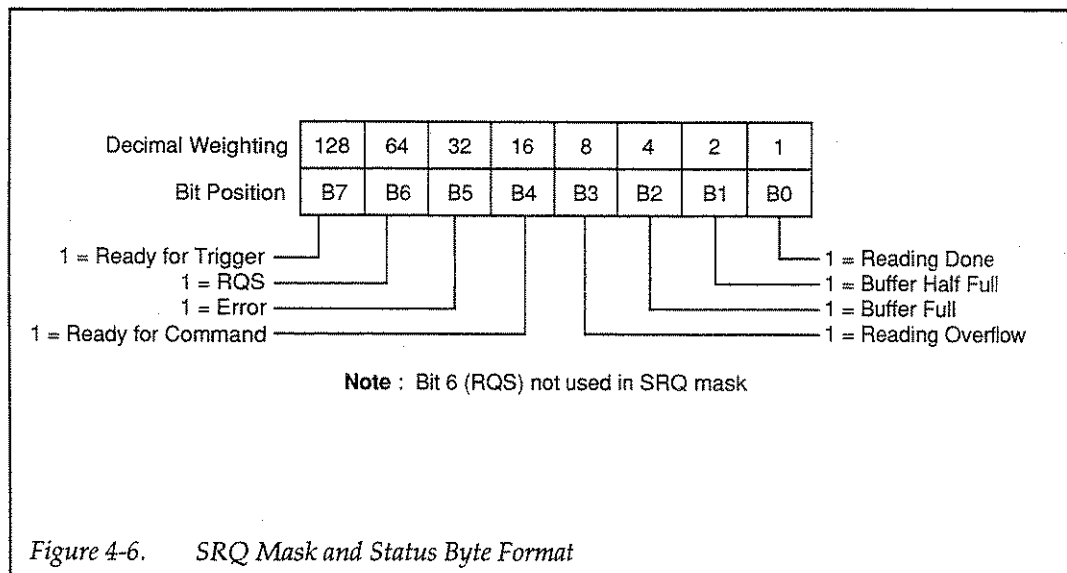 Decimal Weighting 128 64 32 16 8 4 2 1
Bit Position B7 B6 B5 B4 B3 B2 B1 B0
1 = Ready for Trigger
1 = RQS
1 = Error
1 = Ready for Command
1 = Reading Done
1 = Buffer Half Full
1 = Buffer Full
1 = Reading Overflow
Note : Bit 6 (RQS) not used in SRQ mask
Figure 4-6. SRQ Mask and Status Byte Format